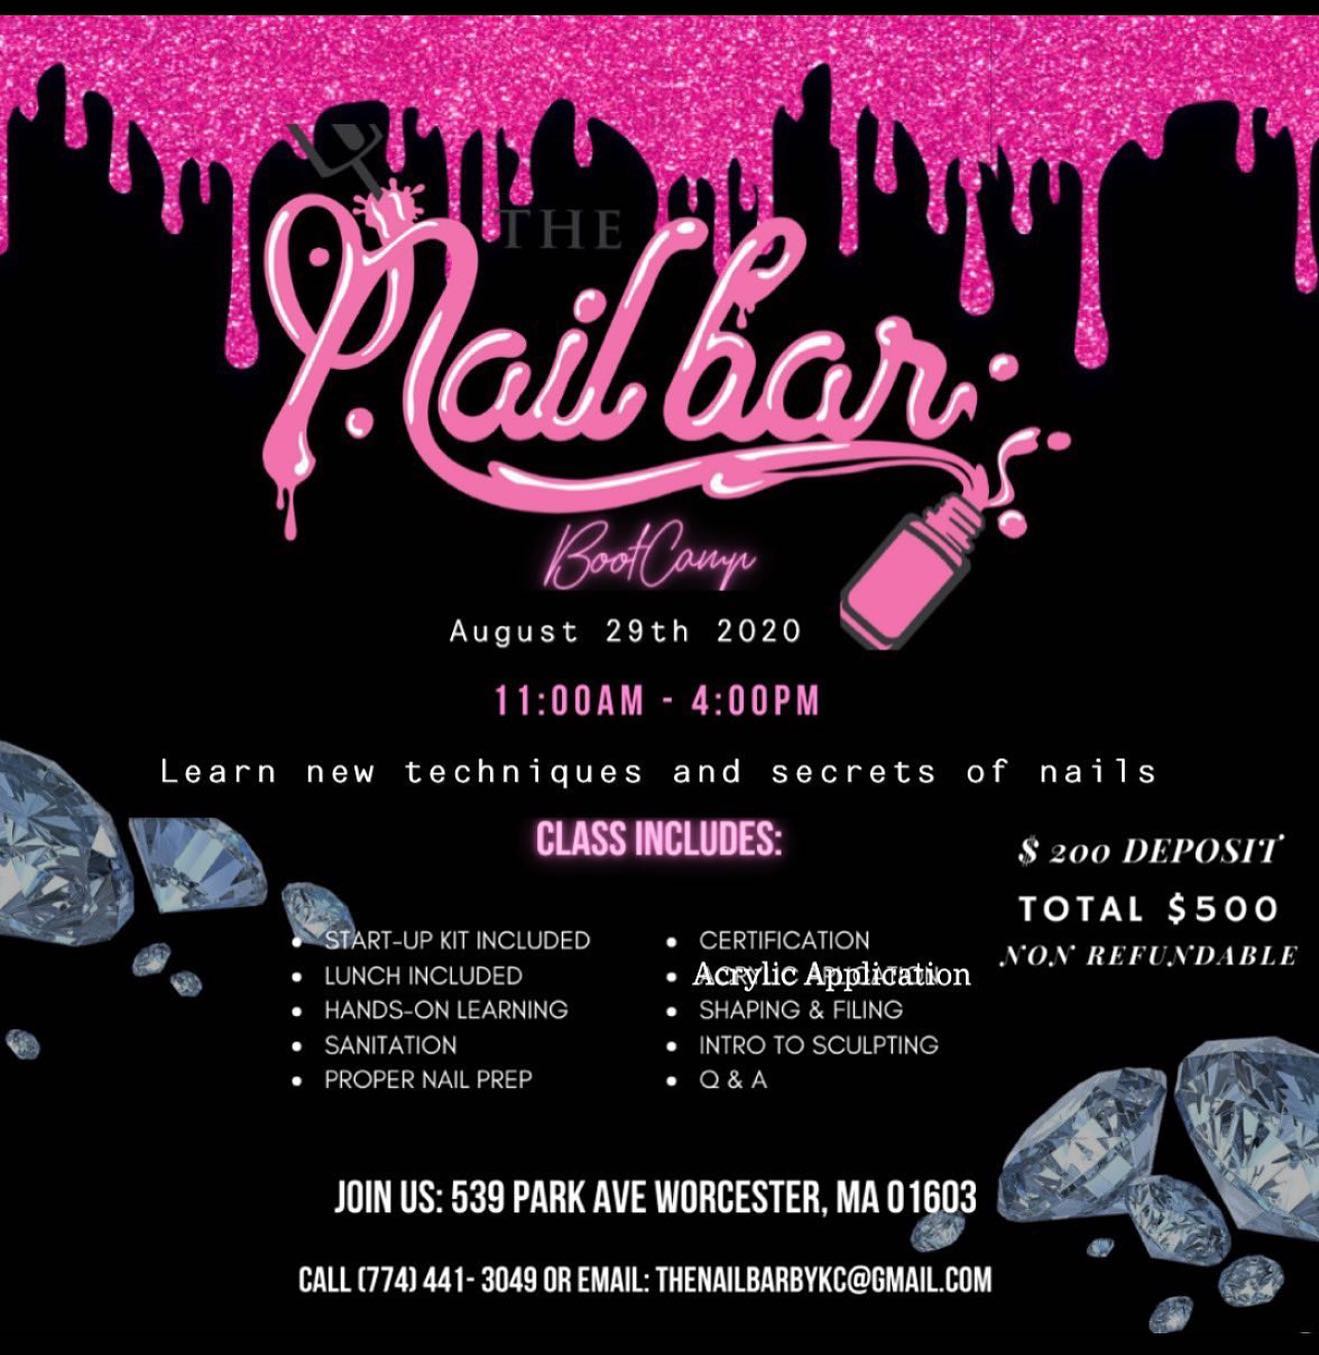 THE
Nail bar
BootCamp
August 29th 2020
11:00AM - 4:00PM
Learn new techniques and secrets of nails
CLASS INCLUDES:
$ 200 DEPOSIT
TOTAL $500
NON REFUNDABLE
• START-UP KIT INCLUDED
• LUNCH INCLUDED
• HANDS-ON LEARNING
• SANITATION
• PROPER NAIL PREP
• CERTIFICATION
• Acrylic Application
• SHAPING & FILING
• INTRO TO SCULPTING
• Q & A
JOIN US: 539 PARK AVE WORCESTER, MA 01603
CALL (774) 441- 3049 OR EMAIL: THENAILBARBYKC@GMAIL.COM